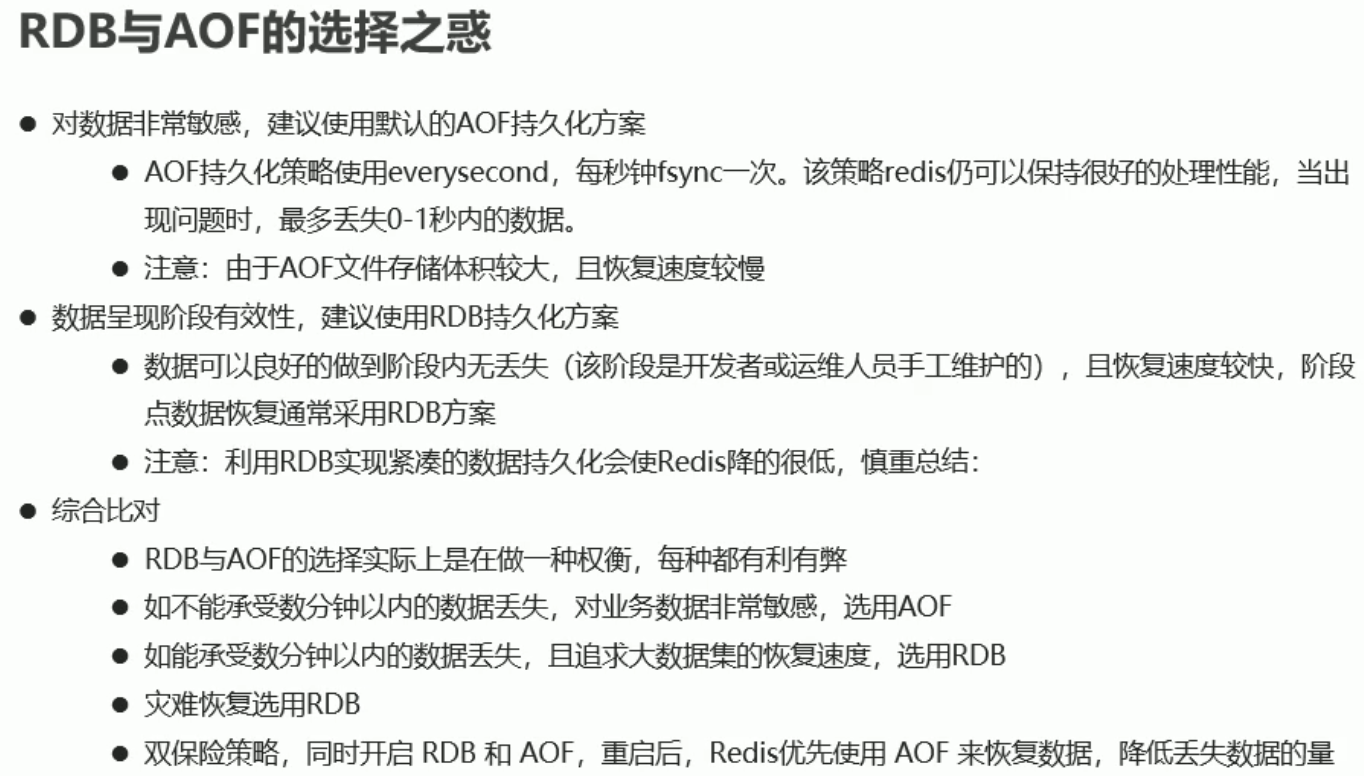 RDB与AOF的选择之惑
● 对数据非常敏感，建议使用默认的AOF持久化方案
● AOF持久化策略使用everysecond，每秒钟fsync一次。该策略redis仍可以保持很好的处理性能，当出
现问题时，最多丢失0-1秒内的数据。
● 注意：由于AOF文件存储体积较大，且恢复速度较慢
● 数据呈现阶段有效性，建议使用RDB持久化方案
● 数据可以良好的做到阶段内无丢失（该阶段是开发者或运维人员手工维护的），且恢复速度较快，阶段
点数据恢复通常采用RDB方案
● 注意：利用RDB实现紧凑的数据持久化会使Redis降的很低，慎重总结：
● 综合比对
● RDB与AOF的选择实际上是在做一种权衡，每种都有利有弊
● 如不能承受数分钟以内的数据丢失，对业务数据非常敏感，选用AOF
● 如能承受数分钟以内的数据丢失，且追求大数据集的恢复速度，选用RDB
● 灾难恢复选用RDB
● 双保险策略，同时开启 RDB 和 AOF，重启后，Redis优先使用 AOF 来恢复数据，降低丢失数据的量